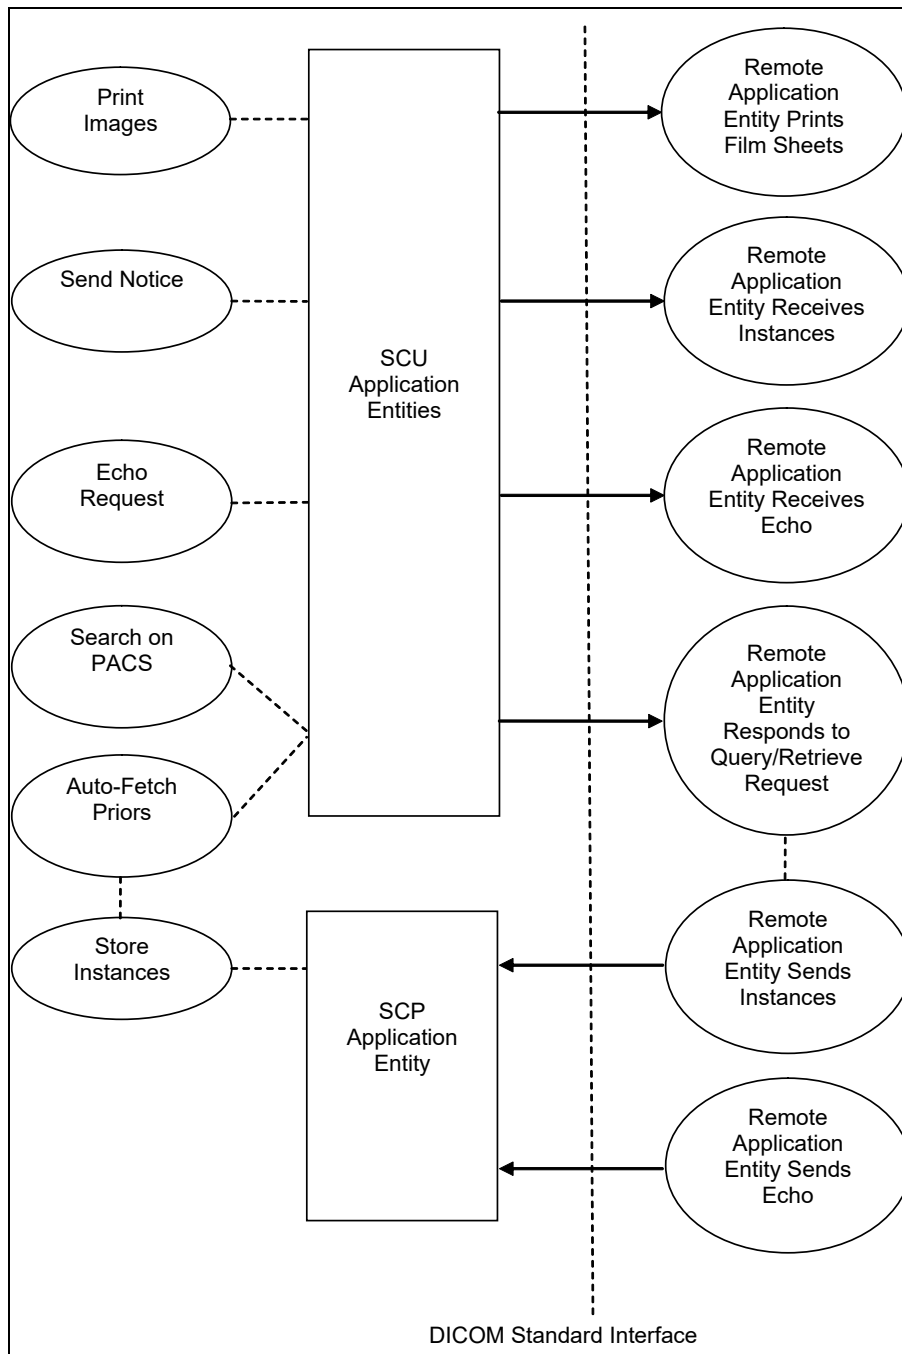 Print
Images
Send Notice
Echo
Request
Search on
PACS
Auto-Fetch
Priors
Store
Instances
SCU
Application
Entities
SCP
Application
Entity
Remote
Application
Entity Prints
Film Sheets
Remote
Application
Entity Receives
Instances
Remote
Application
Entity Receives
Echo
Remote
Application
Entity
Responds to
Query/Retrieve
Request
Remote
Application
Entity Sends
Instances
Remote
Application
Entity Sends
Echo
DICOM Standard Interface